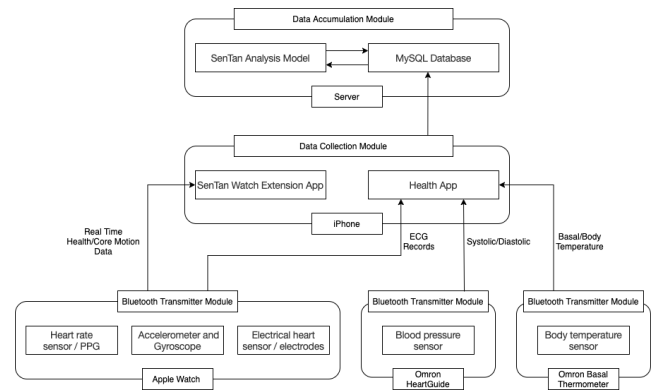 Data Accumulation Module
SenTan Analysis Model
MySQL Database
Server
Data Collection Module
SenTan Watch Extension App
Health App
iPhone
Real Time
Health/Core Motion
Data
ECG
Records
Systolic/Diastolic
Basal/Body
Temperature
Bluetooth Transmitter Module
Bluetooth Transmitter Module
Bluetooth Transmitter Module
Heart rate
sensor / PPG
Accelerometer and
Gyroscope
Electrical heart
sensor / electrodes
Blood pressure
sensor
Body temperature
sensor
Apple Watch
Omron
HeartGuide
Omron Basal
Thermometer